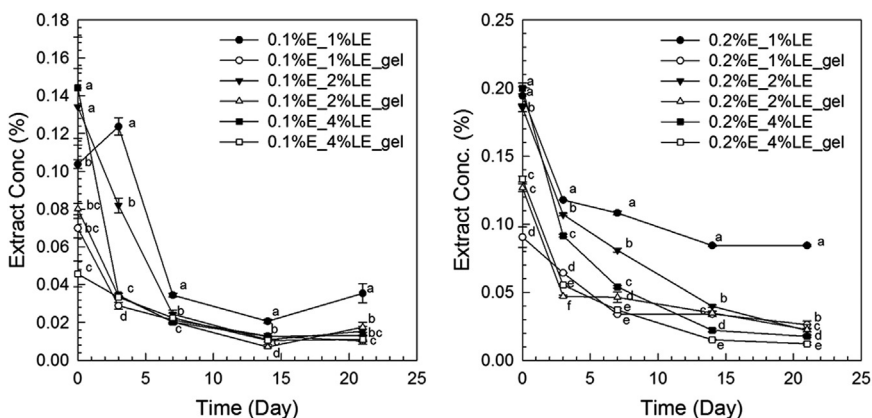 0.18
0.16
0.14
0.12
0.10
0.08
0.06
0.04
0.02
0.00
0
5
10
15
20
25
Extract Conc (%)
Time (Day)
0.1%E_1%LE
0.1%E_1%LE_gel
0.1%E_2%LE
0.1%E_2%LE_gel
0.1%E_4%LE
0.1%E_4%LE_gel
a
a
b
bc
bc
c
a
b
c
d
a
b
c
a
b
c
d
a
b
bc
c
0.25
0.20
0.15
0.10
0.05
0.00
0
5
10
15
20
25
Extract Conc. (%)
Time (Day)
0.2%E_1%LE
0.2%E_1%LE_gel
0.2%E_2%LE
0.2%E_2%LE_gel
0.2%E_4%LE
0.2%E_4%LE_gel
a
a
b
c
c
d
a
b
c
d
e
f
a
b
c
d
e
e
a
b
c
d
e
a
b
c
d
e